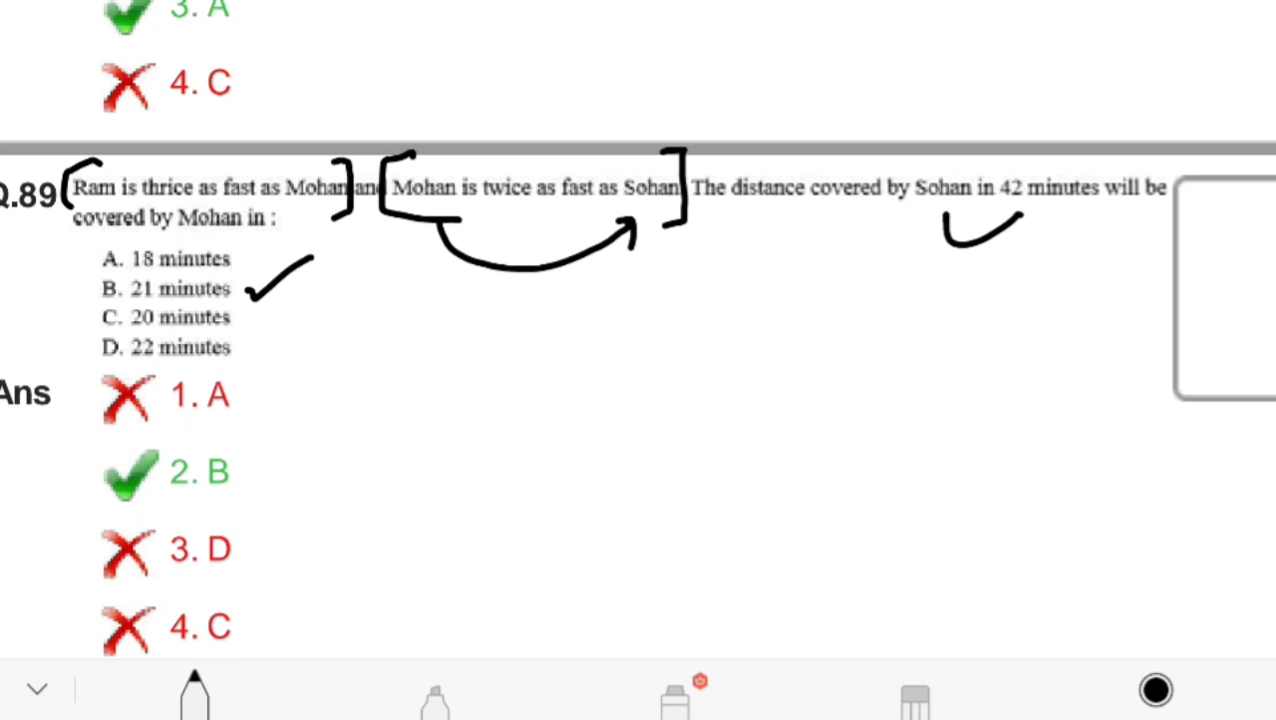 3. A
4. C
Q.89 Ram is thrice as fast as Mohan and Mohan is twice as fast as Sohan. The distance covered by Sohan in 42 minutes will be
covered by Mohan in :
A. 18 minutes
B. 21 minutes
C. 20 minutes
D. 22 minutes
Ans 1. A
2. B
3. D
4. C